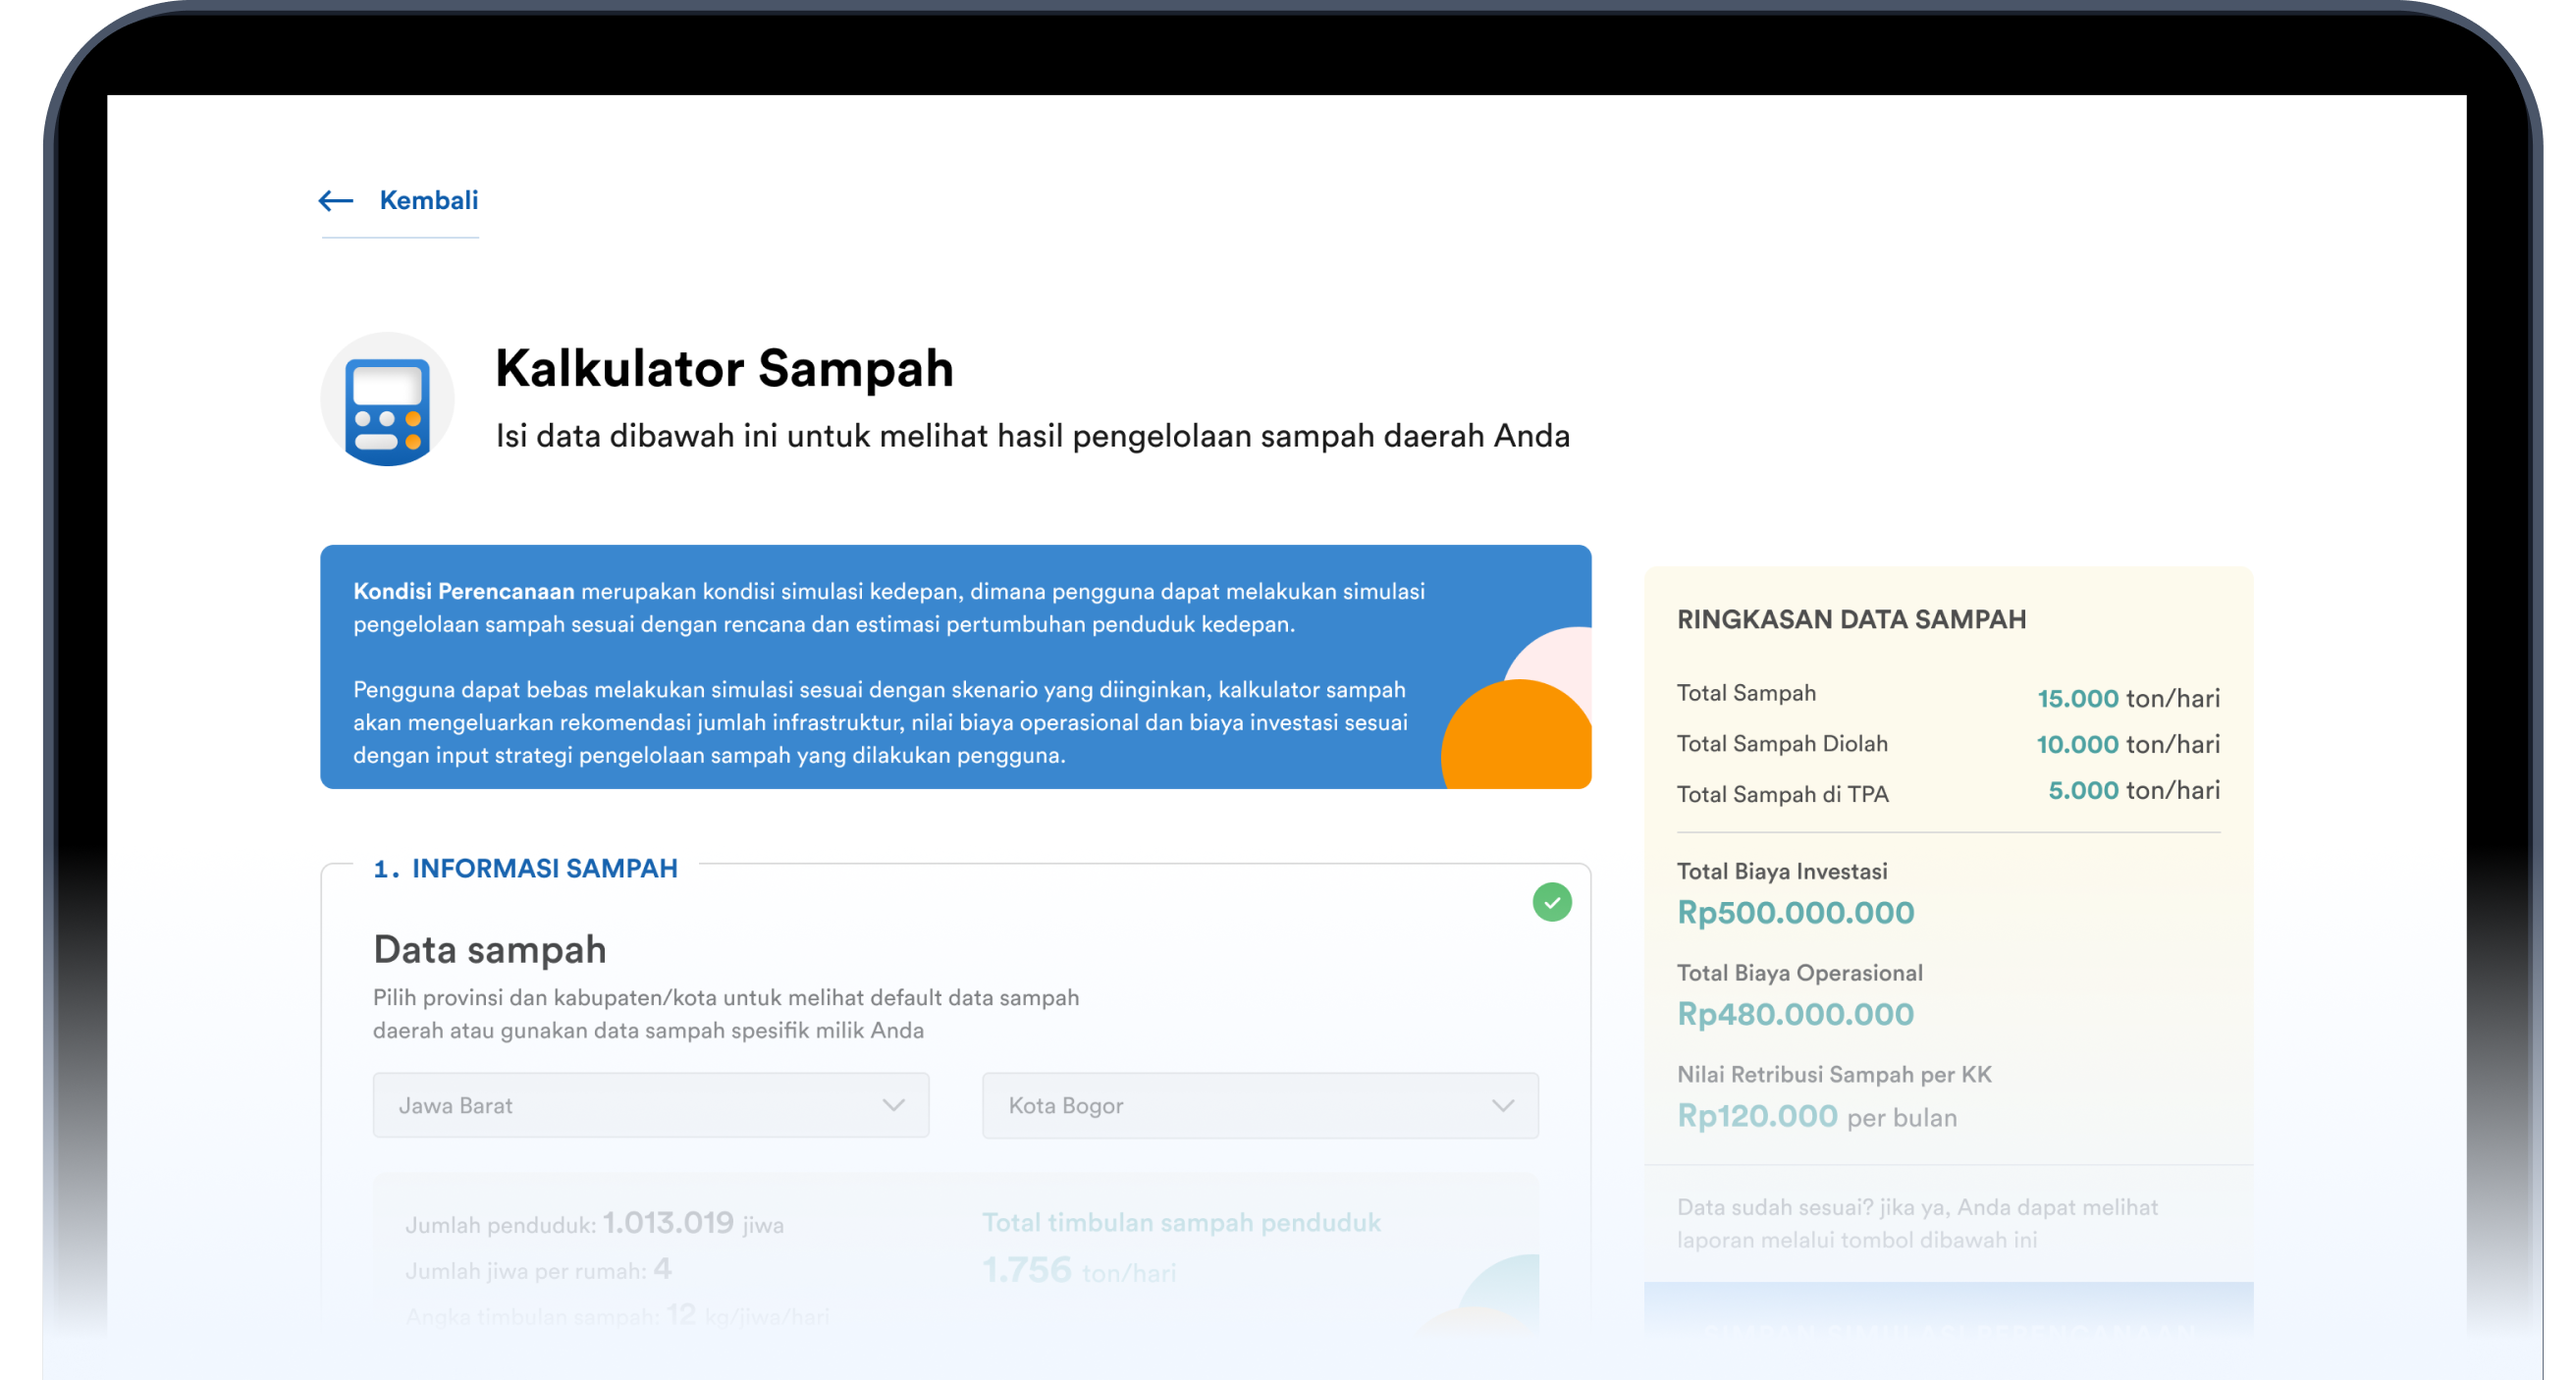 Kembali
Kalkulator Sampah
Isi data dibawah ini untuk melihat hasil pengelolaan sampah daerah Anda
Kondisi Perencanaan merupakan kondisi simulasi kedepan, dimana pengguna dapat melakukan simulasi
pengelolaan sampah sesuai dengan rencana dan estimasi pertumbuhan penduduk kedepan.
Pengguna dapat bebas melakukan simulasi sesuai dengan skenario yang diinginkan, kalkulator sampah
akan mengeluarkan rekomendasi jumlah infrastruktur, nilai biaya operasional dan biaya investasi sesuai
dengan input strategi pengelolaan sampah yang dilakukan pengguna.
1. INFORMASI SAMPAH
Data sampah
Pilih provinsi dan kabupaten/kota untuk melihat default data sampah
daerah atau gunakan data sampah spesifik milik Anda
Jawa Barat
Kota Bogor
Jumlah penduduk: 1.013.019 jiwa
Jumlah jiwa per rumah: 4
Angka timbulan sampah: 12 kg/jiwa/hari
Total timbulan sampah penduduk
1.756 ton/hari
RINGKASAN DATA SAMPAH
Total Sampah 15.000 ton/hari
Total Sampah Diolah 10.000 ton/hari
Total Sampah di TPA 5.000 ton/hari
Total Biaya Investasi
Rp500.000.000
Total Biaya Operasional
Rp480.000.000
Nilai Retribusi Sampah per KK
Rp120.000 per bulan
Data sudah sesuai? jika ya, Anda dapat melihat
laporan melalui tombol dibawah ini